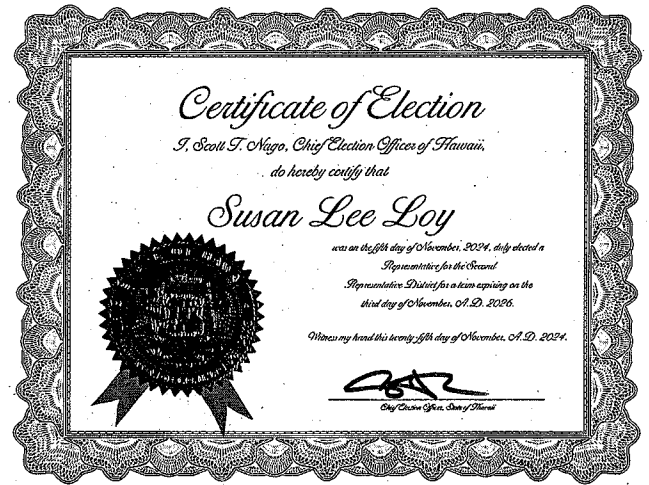 Certificate of Election
I, Scott T. Nago, Chief Election Officer of Hawaii,
do hereby certify that
Susan Lee Loy
was on the fifth day of November, 2024, duly elected a
Representative for the Second
Representative District for a term expiring on the
third day of November, A.D. 2026.
Witness my hand this twenty-fifth day of November, A.D. 2024.
Chief Election Officer, State of Hawaii